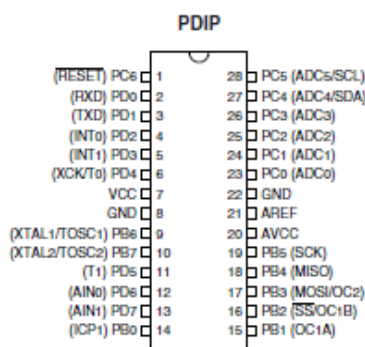 PDIP
(RESET) PC6 1 28 PC5 (ADC5/SCL)
(RXD) PD0 2 27 PC4 (ADC4/SDA)
(TXD) PD1 3 26 PC3 (ADC3)
(INT0) PD2 4 25 PC2 (ADC2)
(INT1) PD3 5 24 PC1 (ADC1)
(XCK/T0) PD4 6 23 PC0 (ADC0)
VCC 7 22 GND
GND 8 21 AREF
(XTAL1/TOSC1) PB6 9 20 AVCC
(XTAL2/TOSC2) PB7 10 19 PB5 (SCK)
(T1) PD5 11 18 PB4 (MISO)
(AIN0) PD6 12 17 PB3 (MOSI/OC2)
(AIN1) PD7 13 16 PB2 (SS/OC1B)
(ICP1) PB0 14 15 PB1 (OC1A)